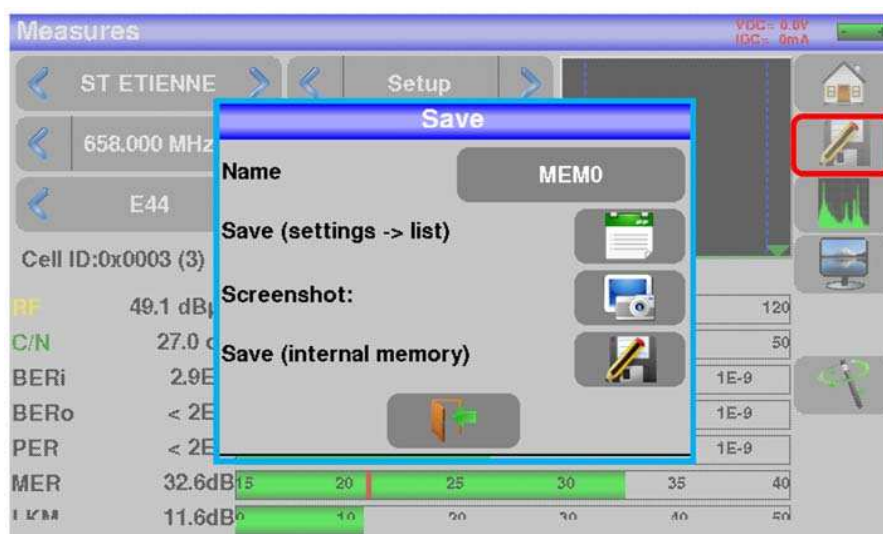 Measures
VDC= 0.0V
IGC= 0mA
ST ETIENNE
Setup
Save
658.000 MHz
Name
MEM0
E44
Save (settings -> list)
Cell ID:0x0003 (3)
Screenshot:
RF 49.1 dBµ 120
C/N 27.0 50
Save (internal memory)
BERi 2.9E 1E-9
BERo < 2E 1E-9
PER < 2E 1E-9
MER 32.6dB 15 20 25 30 35 40
LKM 11.6dB 0 10 20 30 40 50